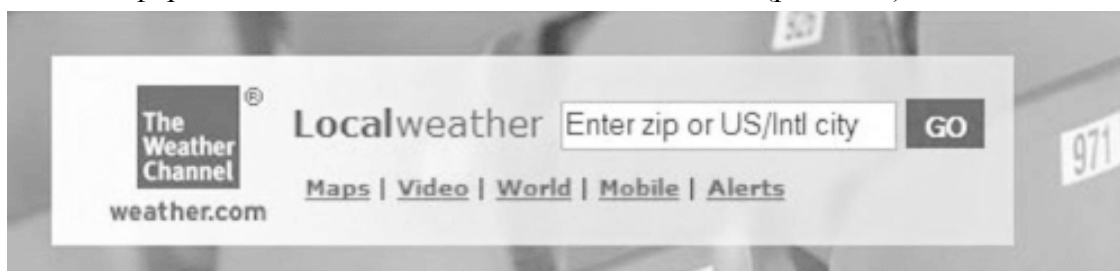 529
The
Weather
Channel
®
weather.com
Localweather
Enter zip or US/Intl city
GO
Maps | Video | World | Mobile | Alerts
971